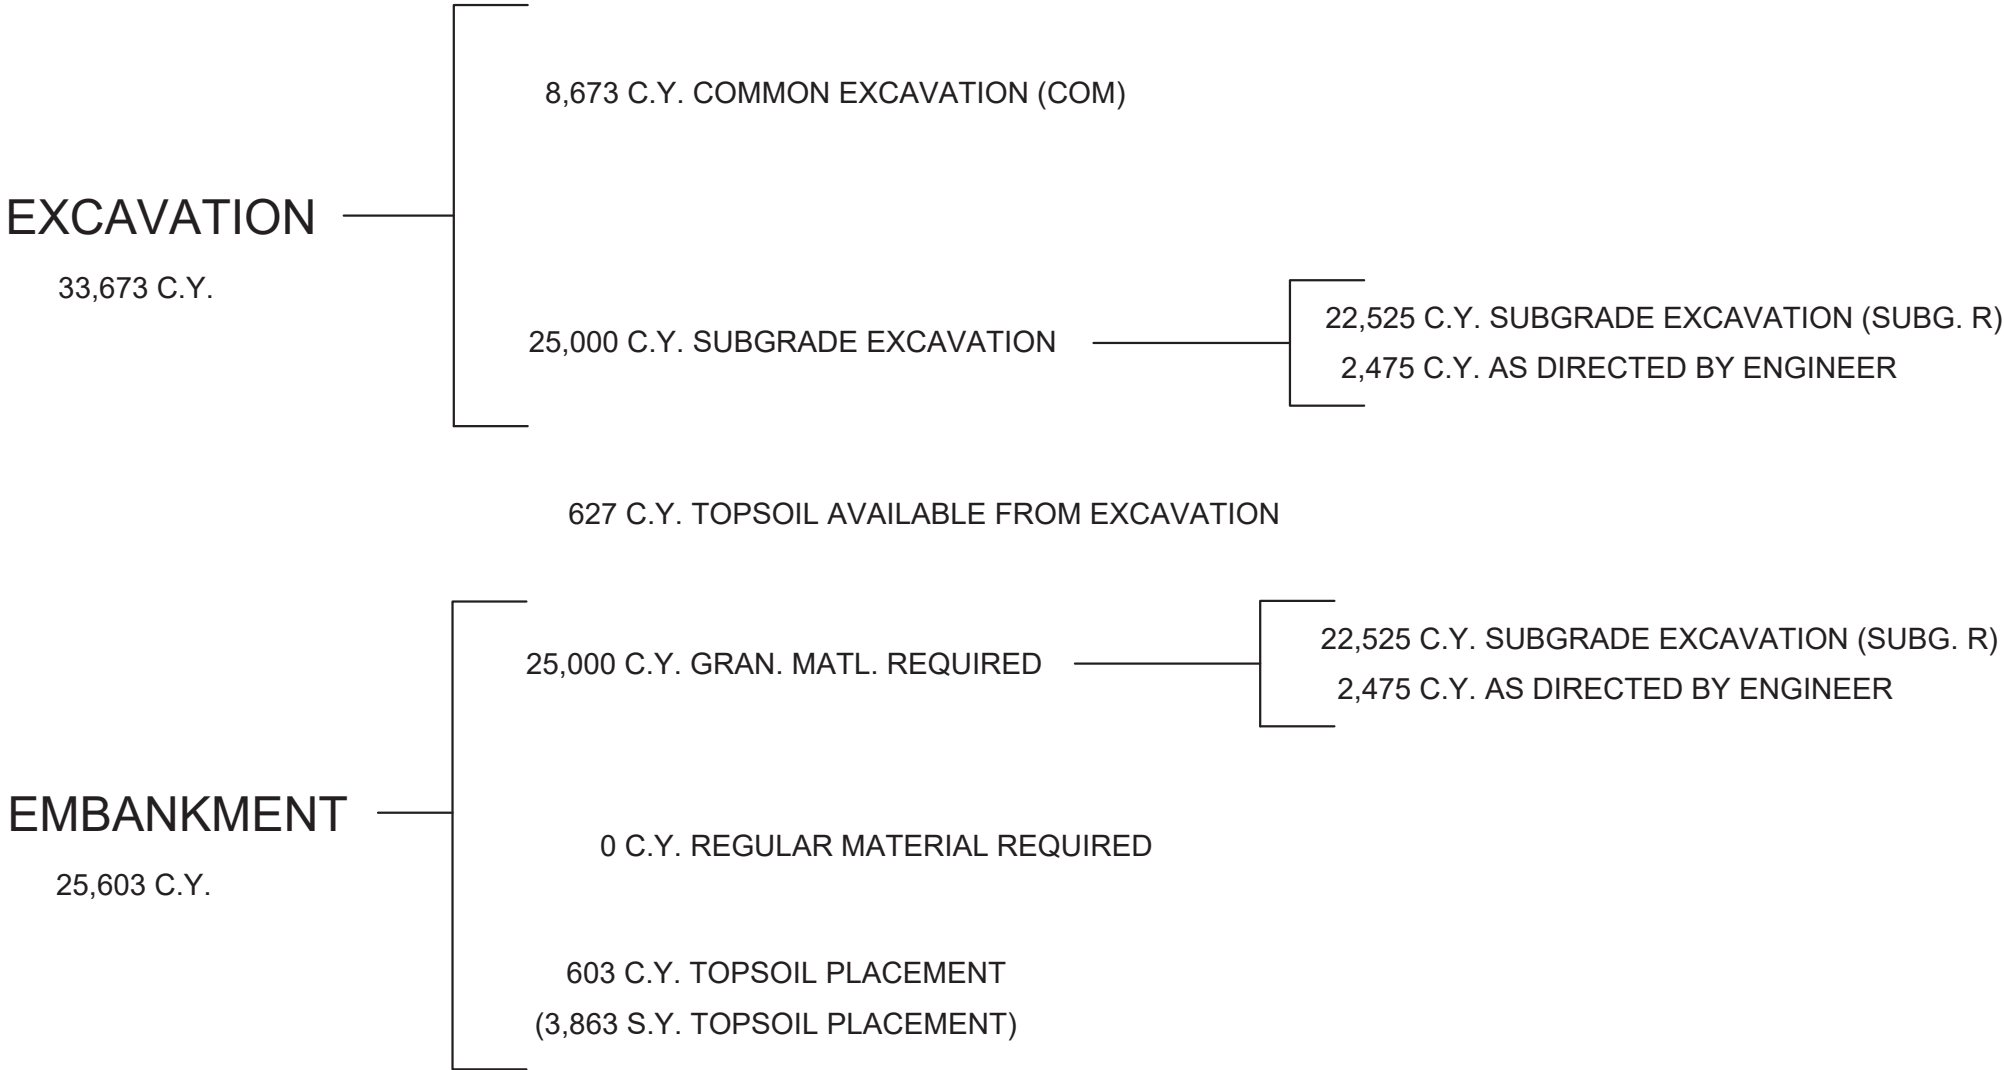 8,673 C.Y. COMMON EXCAVATION (COM)
EXCAVATION
33,673 C.Y.
25,000 C.Y. SUBGRADE EXCAVATION
22,525 C.Y. SUBGRADE EXCAVATION (SUBG. R)
2,475 C.Y. AS DIRECTED BY ENGINEER
627 C.Y. TOPSOIL AVAILABLE FROM EXCAVATION
25,000 C.Y. GRAN. MATL. REQUIRED
22,525 C.Y. SUBGRADE EXCAVATION (SUBG. R)
2,475 C.Y. AS DIRECTED BY ENGINEER
EMBANKMENT
25,603 C.Y.
0 C.Y. REGULAR MATERIAL REQUIRED
603 C.Y. TOPSOIL PLACEMENT
(3,863 S.Y. TOPSOIL PLACEMENT)